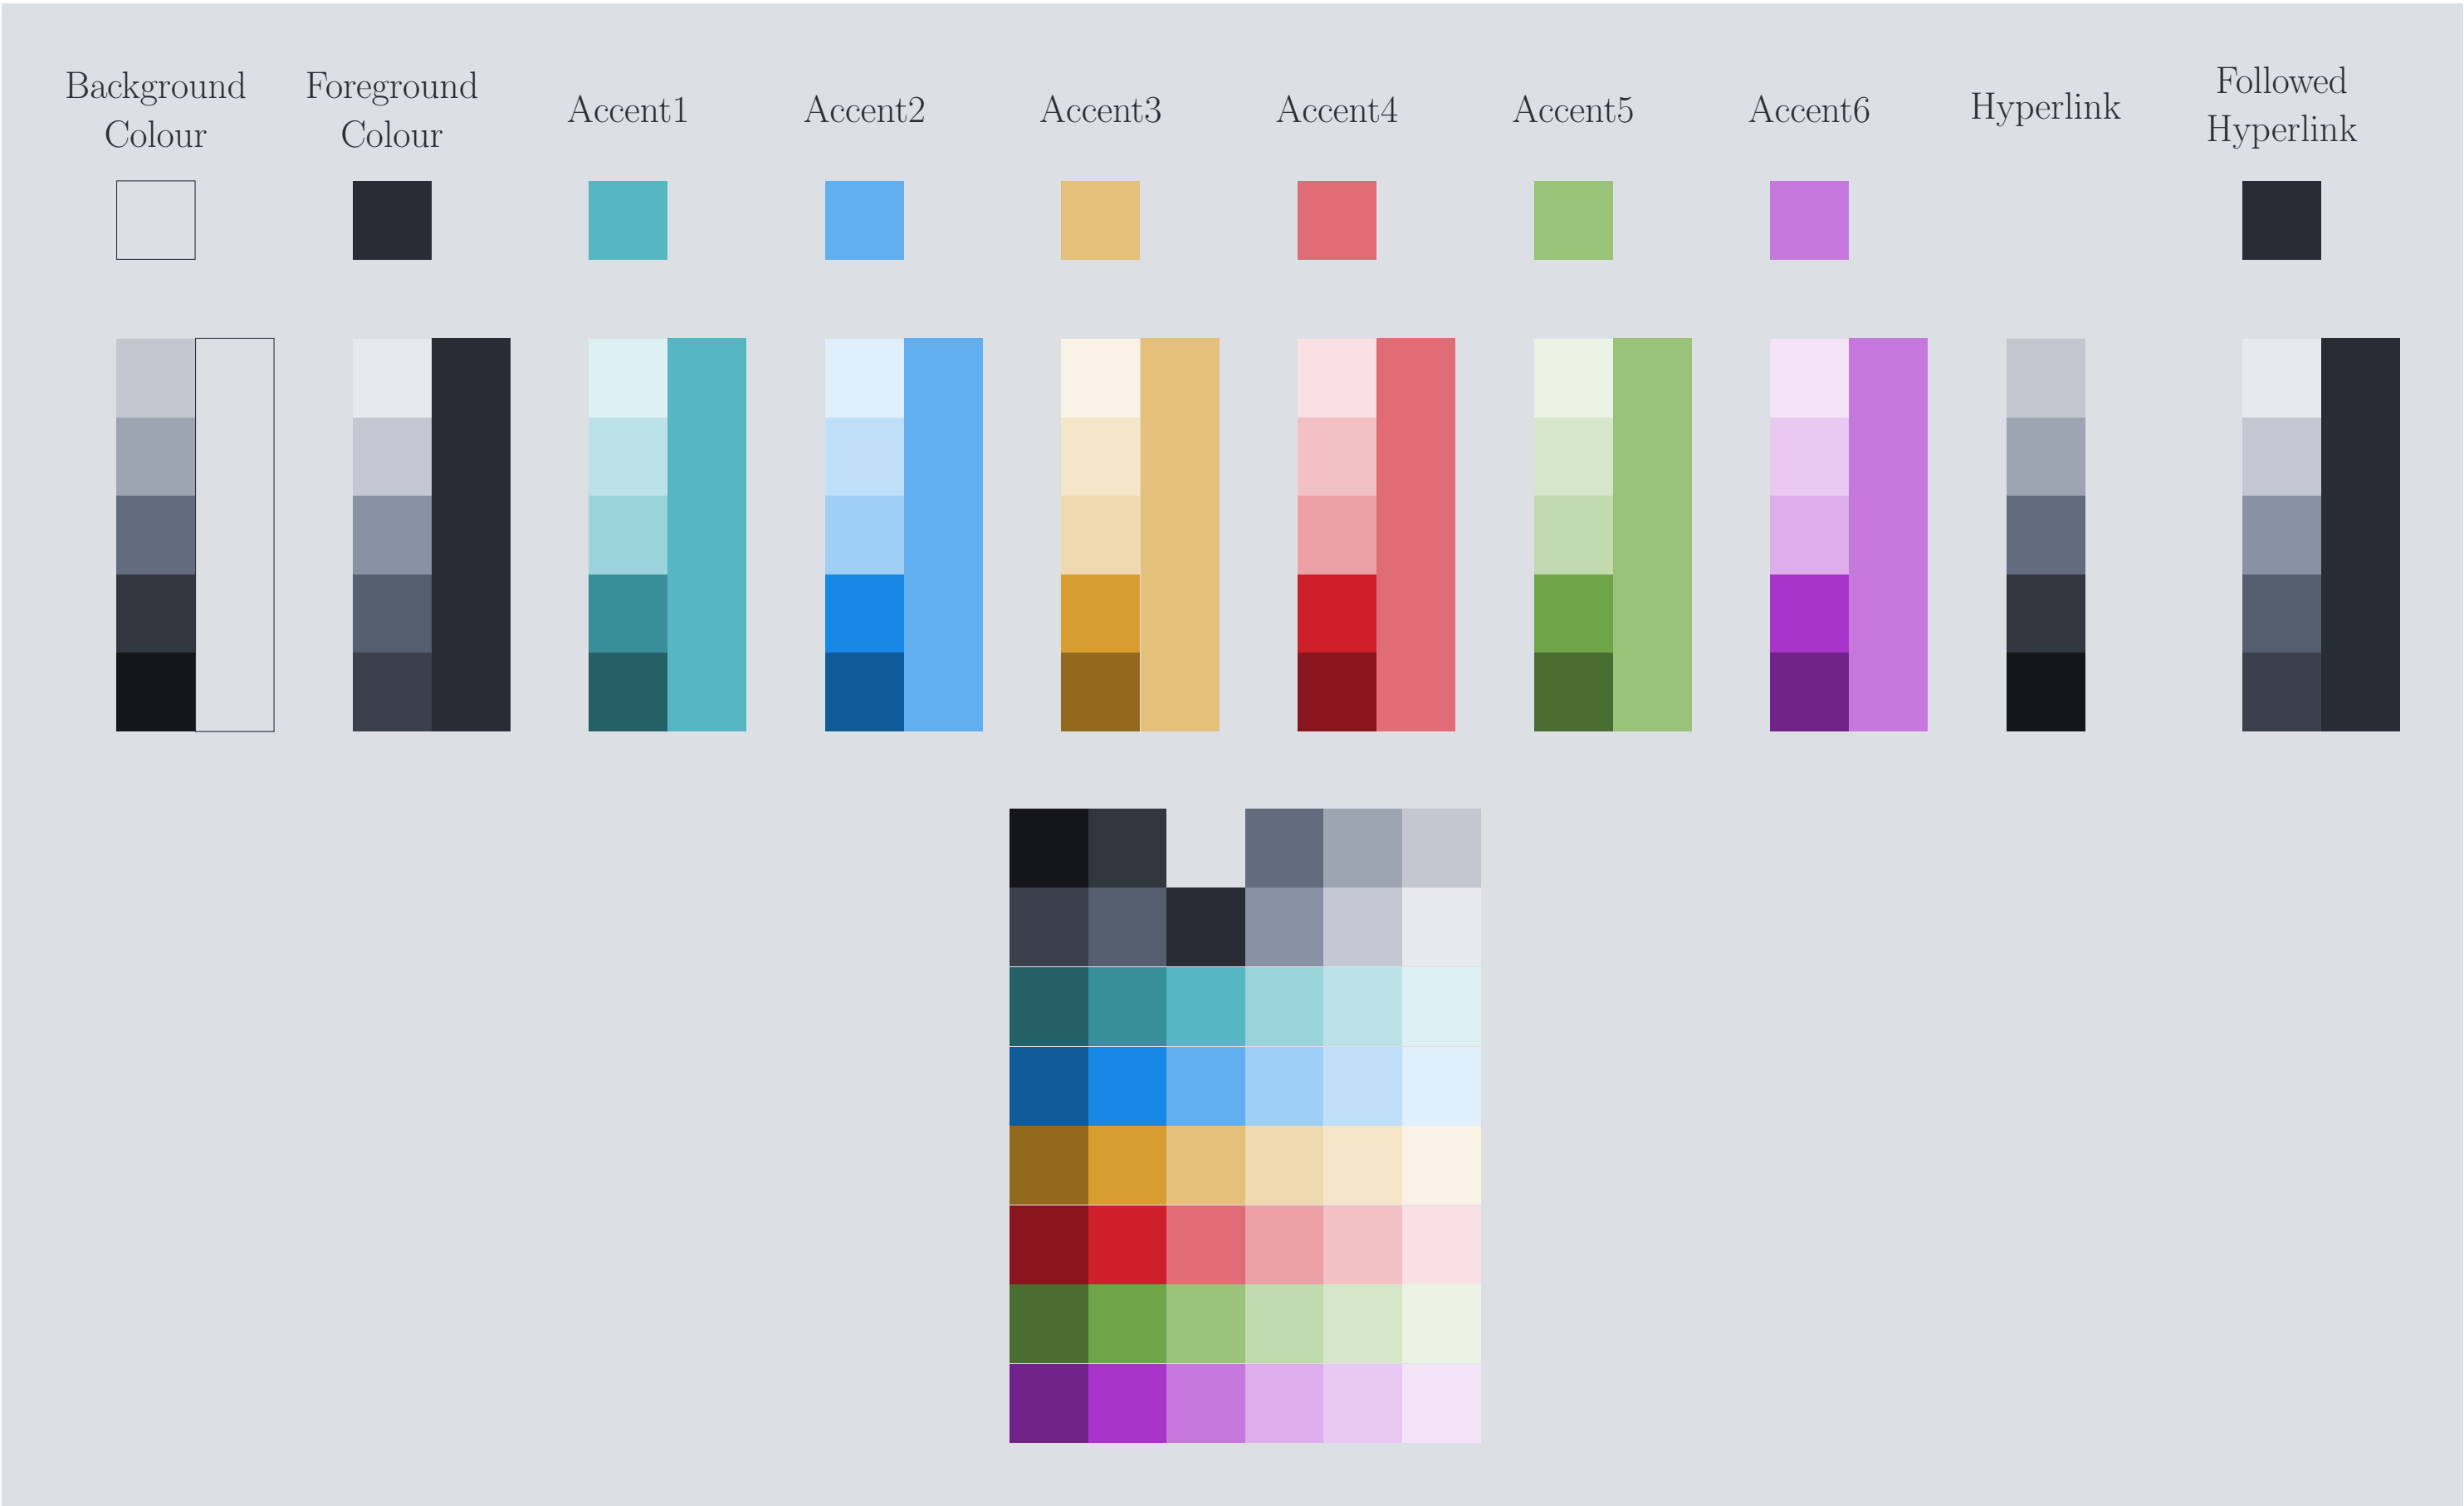 Background
Colour
Foreground
Colour
Accent1
Accent2
Accent3
Accent4
Accent5
Accent6
Hyperlink
Followed
Hyperlink